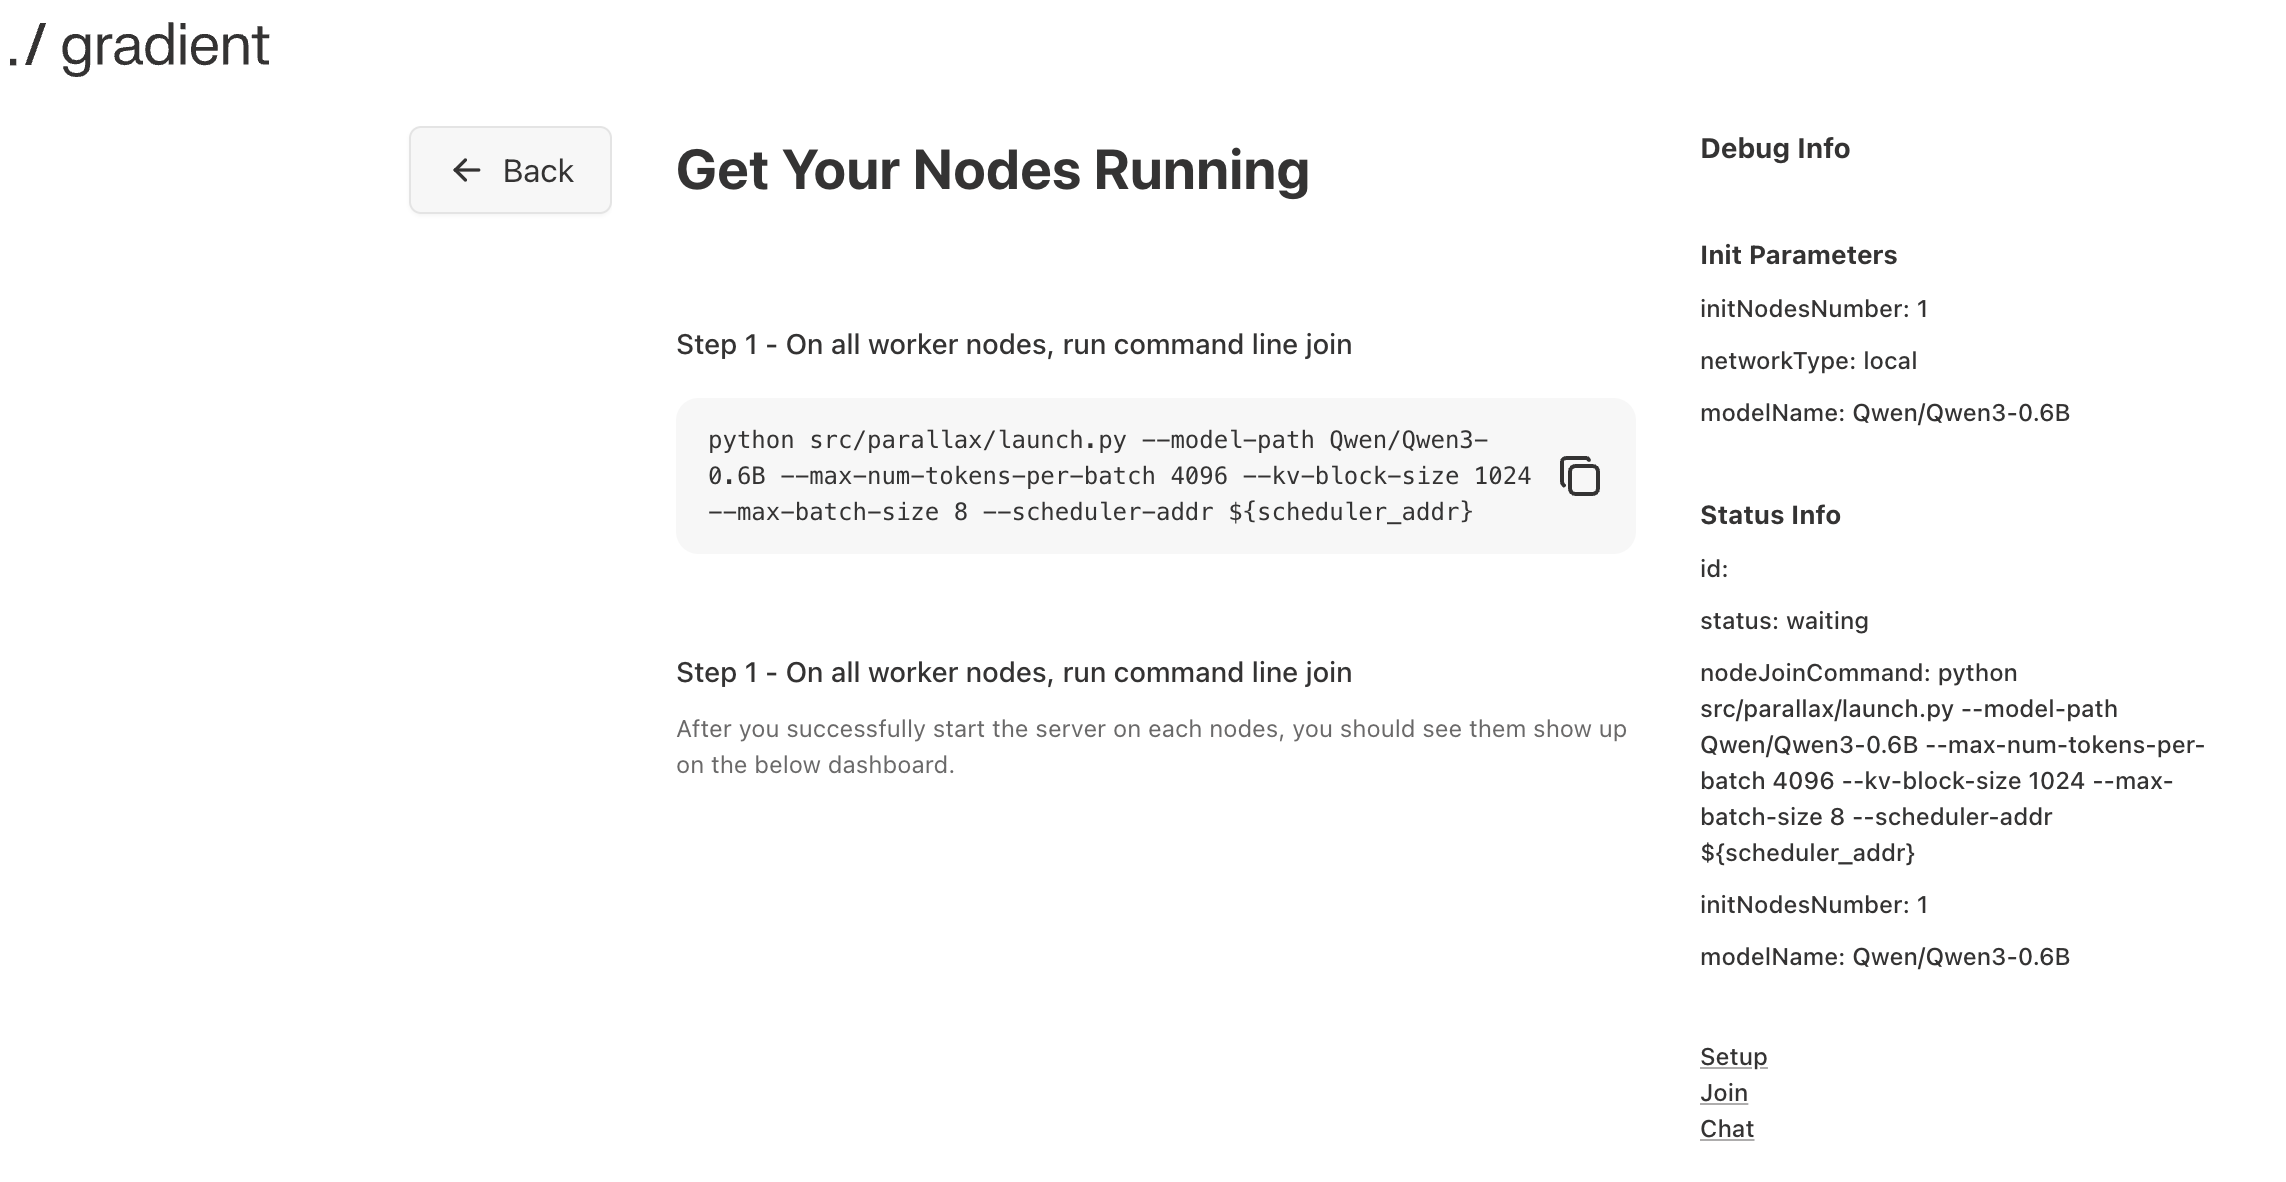 ./ gradient
Back
Get Your Nodes Running
Step 1 - On all worker nodes, run command line join
python src/parallax/launch.py --model-path Qwen/Qwen3-
0.6B --max-num-tokens-per-batch 4096 --kv-block-size 1024
--max-batch-size 8 --scheduler-addr ${scheduler_addr}
Step 1 - On all worker nodes, run command line join
After you successfully start the server on each nodes, you should see them show up
on the below dashboard.
Debug Info
Init Parameters
initNodesNumber: 1
networkType: local
modelName: Qwen/Qwen3-0.6B
Status Info
id:
status: waiting
nodeJoinCommand: python
src/parallax/launch.py --model-path
Qwen/Qwen3-0.6B --max-num-tokens-per-
batch 4096 --kv-block-size 1024 --max-
batch-size 8 --scheduler-addr
${scheduler_addr}
initNodesNumber: 1
modelName: Qwen/Qwen3-0.6B
Setup
Join
Chat